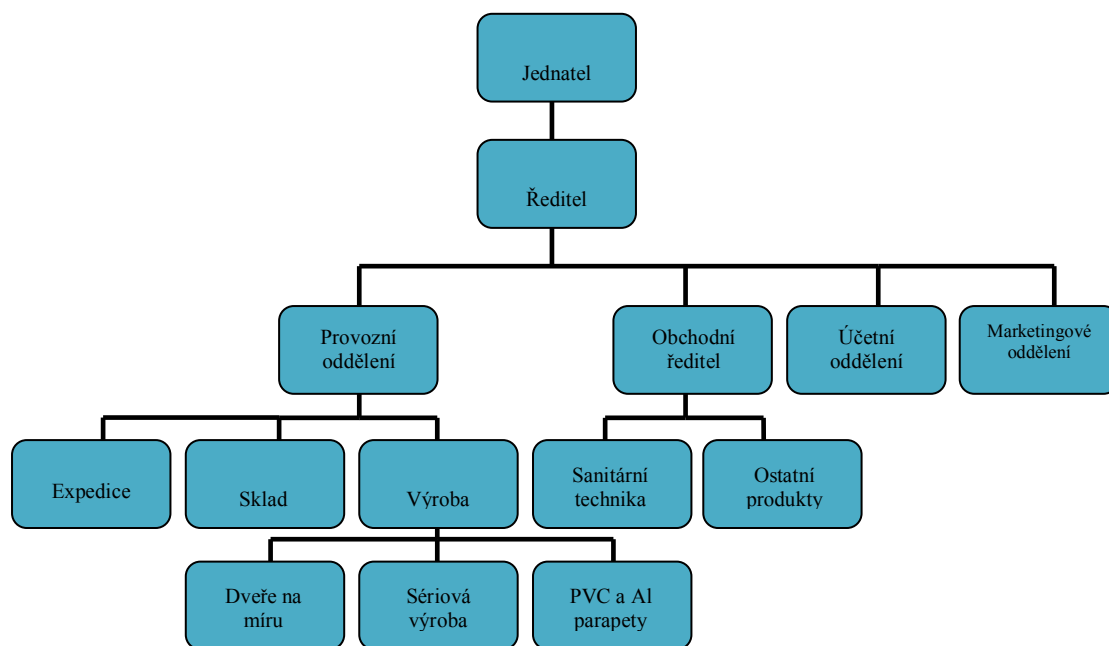 Jednatel
Ředitel
Provozní
oddělení
Obchodní
ředitel
Účetní
oddělení
Marketingové
oddělení
Expedice
Sklad
Výroba
Sanitární
technika
Ostatní
produkty
Dveře na
míru
Sériová
výroba
PVC a Al
parapety